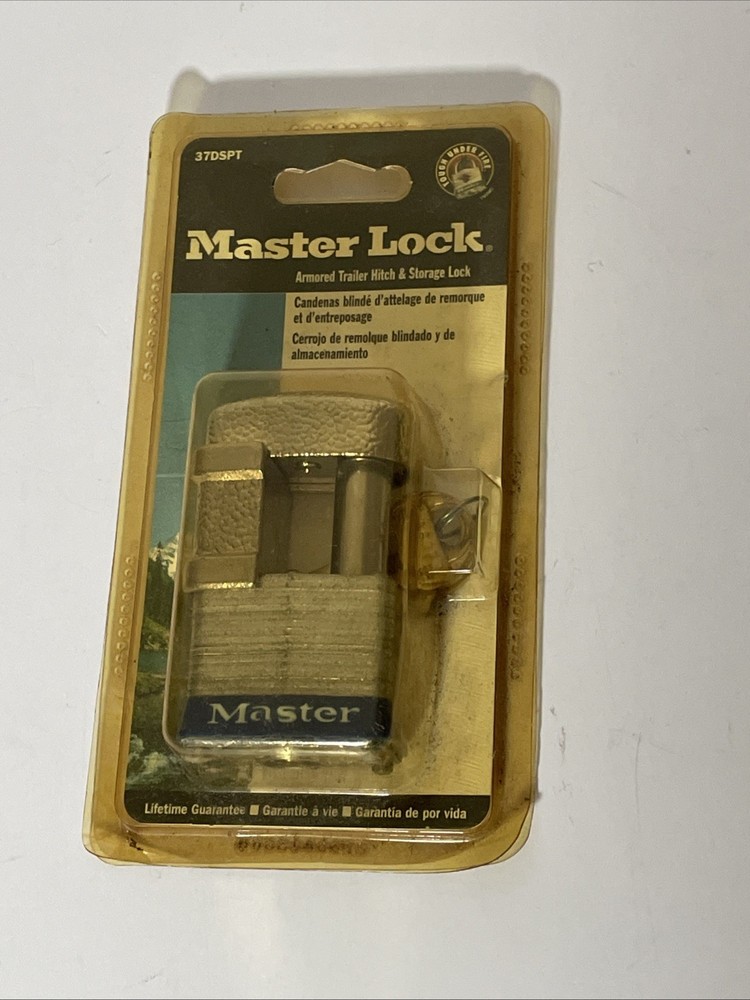 37DSPT
TOUGH UNDER FIRE
Master Lock®
Armored Trailer Hitch & Storage Lock
Candenas blindé d'attelage de remorque
et d'entreposage
Cerrojo de remolque blindado y de
almacenamiento
Master
Lifetime Guarantee ■ Garantie à vie ■ Garantía de por vida